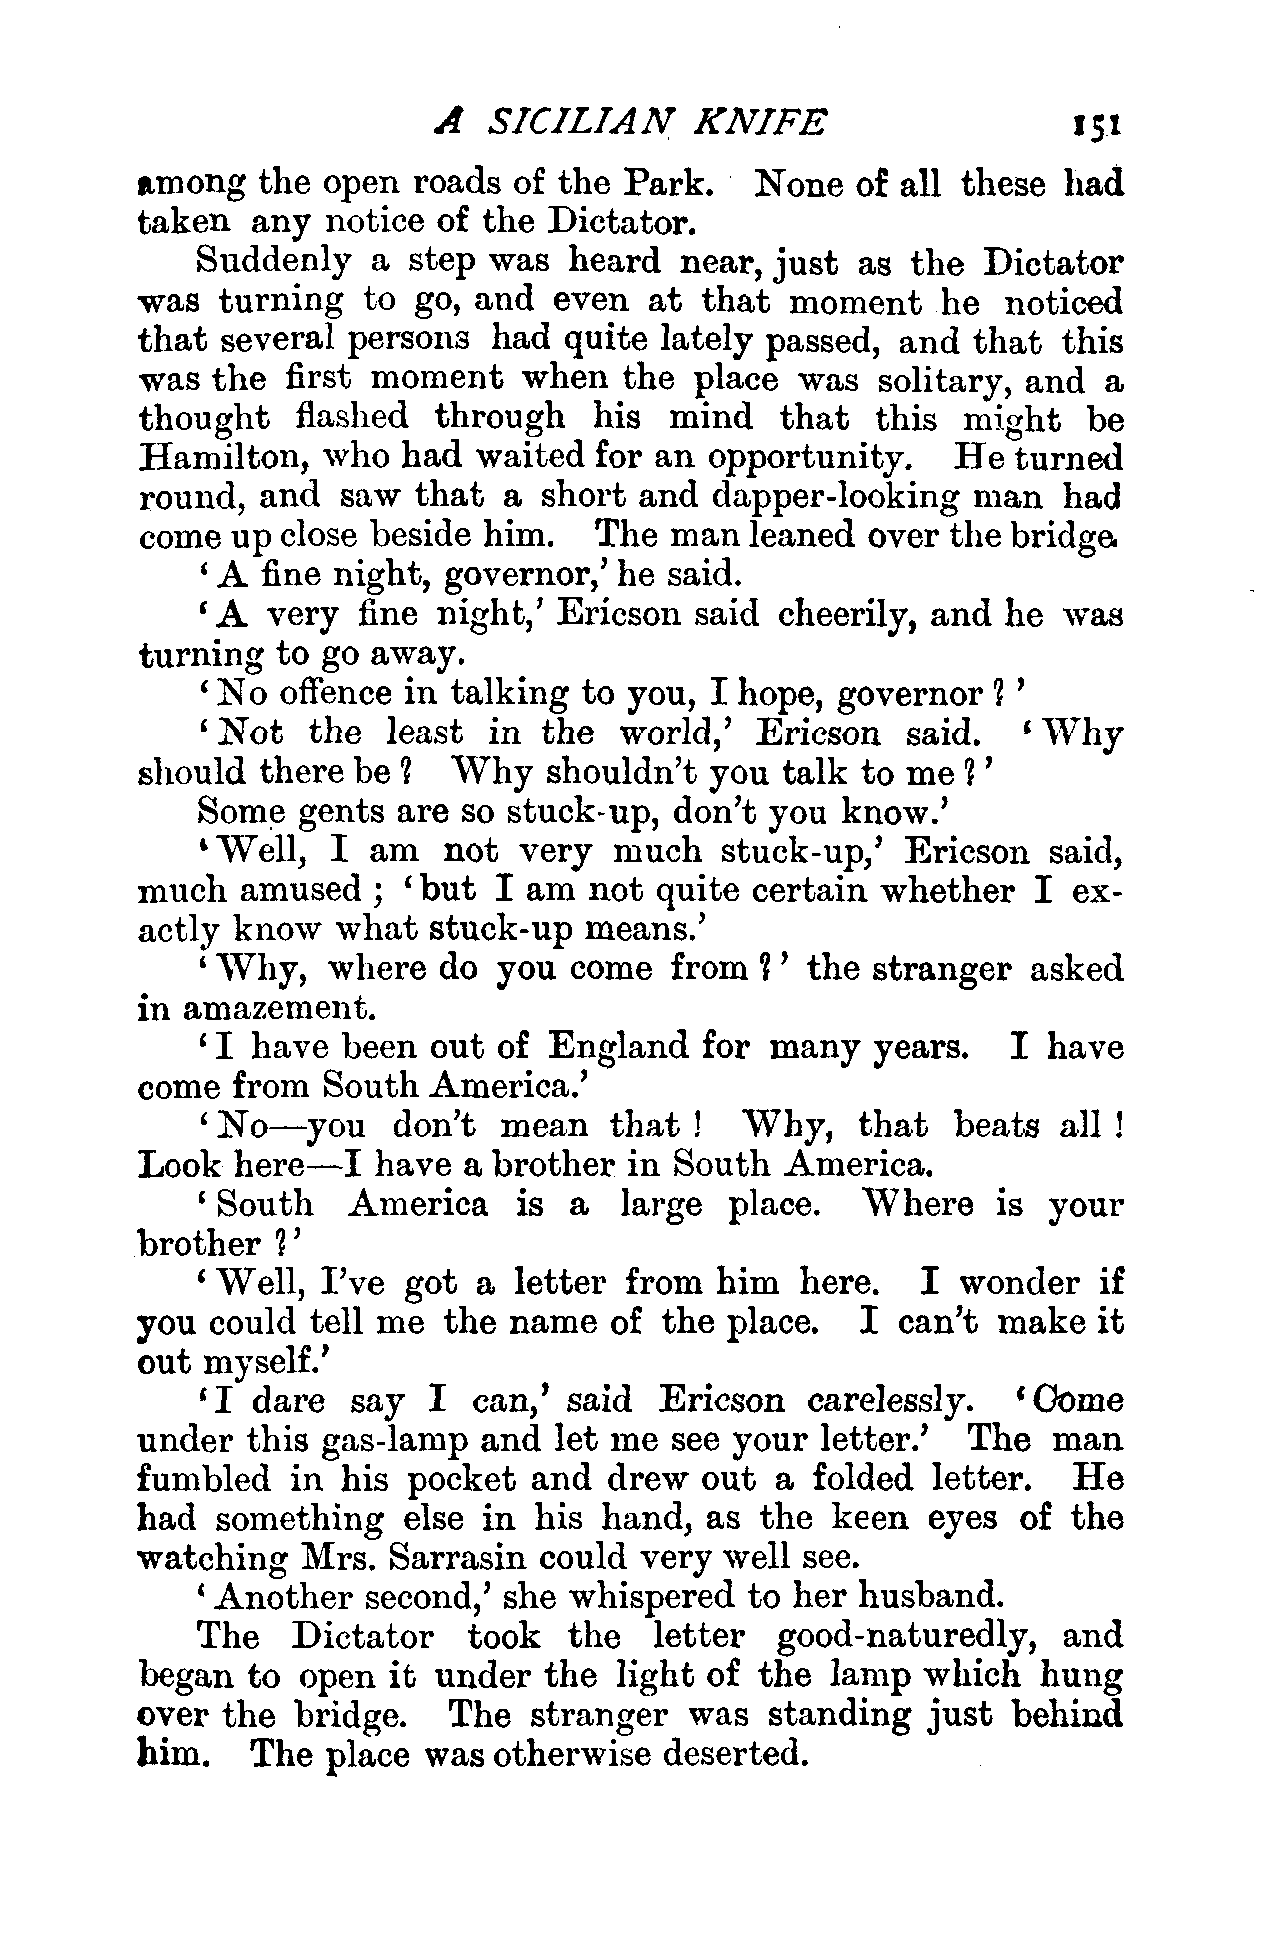 A SICILIAN KNIFE 151
among the open roads of the Park. None of all these had
taken any notice of the Dictator.
Suddenly a step was heard near, just as the Dictator
was turning to go, and even at that moment he noticed
that several persons had quite lately passed, and that this
was the first moment when the place was solitary, and a
thought flashed through his mind that this might be
Hamilton, who had waited for an opportunity. He turned
round, and saw that a short and dapper-looking man had
come up close beside him. The man leaned over the bridge.
‘A fine night, governor,’ he said.
‘A very fine night,’ Ericson said cheerily, and he was
turning to go away.
‘No offence in talking to you, I hope, governor?’
‘Not the least in the world,’ Ericson said. ‘Why
should there be? Why shouldn’t you talk to me?’
Some gents are so stuck-up, don’t you know.’
‘Well, I am not very much stuck-up,’ Ericson said,
much amused; ‘but I am not quite certain whether I ex-
actly know what stuck-up means.’
‘Why, where do you come from?’ the stranger asked
in amazement.
‘I have been out of England for many years. I have
come from South America.’
‘No—you don’t mean that! Why, that beats all!
Look here—I have a brother in South America.
‘South America is a large place. Where is your
brother?’
‘Well, I’ve got a letter from him here. I wonder if
you could tell me the name of the place. I can’t make it
out myself.’
‘I dare say I can,’ said Ericson carelessly. ‘Come
under this gas-lamp and let me see your letter.’ The man
fumbled in his pocket and drew out a folded letter. He
had something else in his hand, as the keen eyes of the
watching Mrs. Sarrasin could very well see.
‘Another second,’ she whispered to her husband.
The Dictator took the letter good-naturedly, and
began to open it under the light of the lamp which hung
over the bridge. The stranger was standing just behind
him. The place was otherwise deserted.